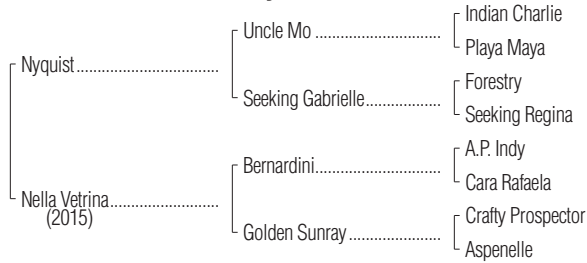 Indian Charlie
Uncle Mo
Playa Maya
Nyquist
Forestry
Seeking Gabrielle
Seeking Regina
A.P. Indy
Bernardini
Cara Rafaela
Nella Vetrina
(2015)
Crafty Prospector
Golden Sunray
Aspenelle